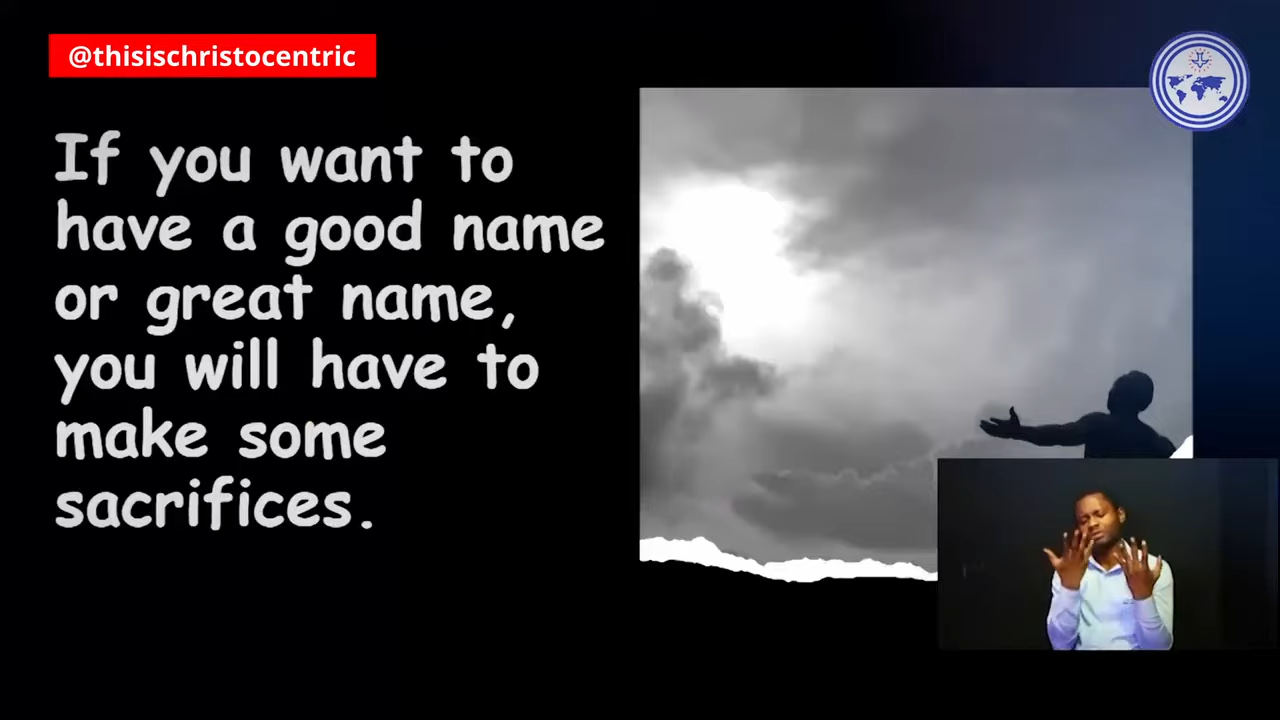 @thisischristocentric
If you want to
have a good name
or great name,
you will have to
make some
sacrifices.